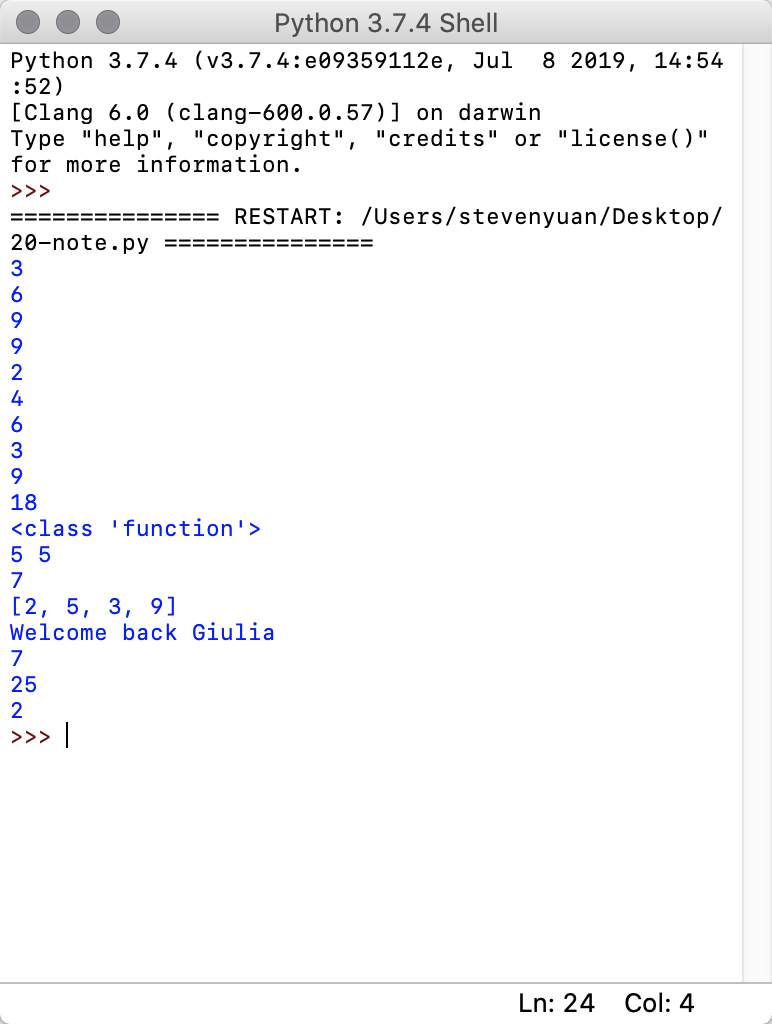 Python 3.7.4 Shell
Python 3.7.4 (v3.7.4:e09359112e, Jul  8 2019, 14:54
:52)
[Clang 6.0 (clang-600.0.57)] on darwin
Type "help", "copyright", "credits" or "license()"
for more information.
>>>
=============== RESTART: /Users/stevenyuan/Desktop/
20-note.py ===============
3
6
9
9
2
4
6
3
9
18
<class 'function'>
5 5
7
[2, 5, 3, 9]
Welcome back Giulia
7
25
2
>>>
Ln: 24 Col: 4